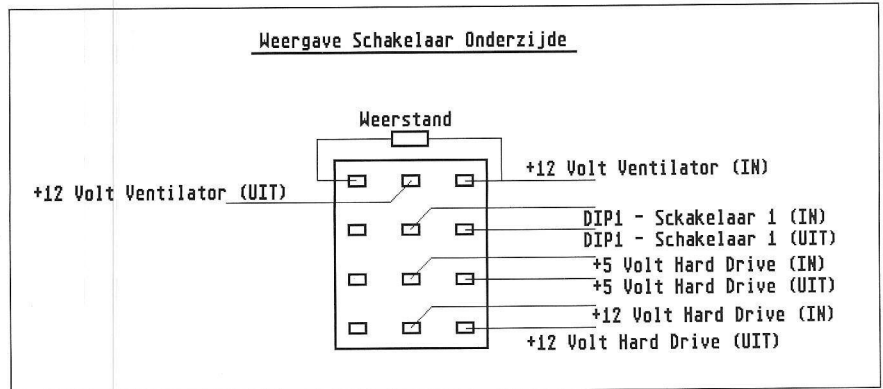 Weergave Schakelaar Onderzijde
Weerstand
+12 Volt Ventilator (IN)
+12 Volt Ventilator (UIT)
DIP1 - Sckakelaar 1 (IN)
DIP1 - Schakelaar 1 (UIT)
+5 Volt Hard Drive (IN)
+5 Volt Hard Drive (UIT)
+12 Volt Hard Drive (IN)
+12 Volt Hard Drive (UIT)